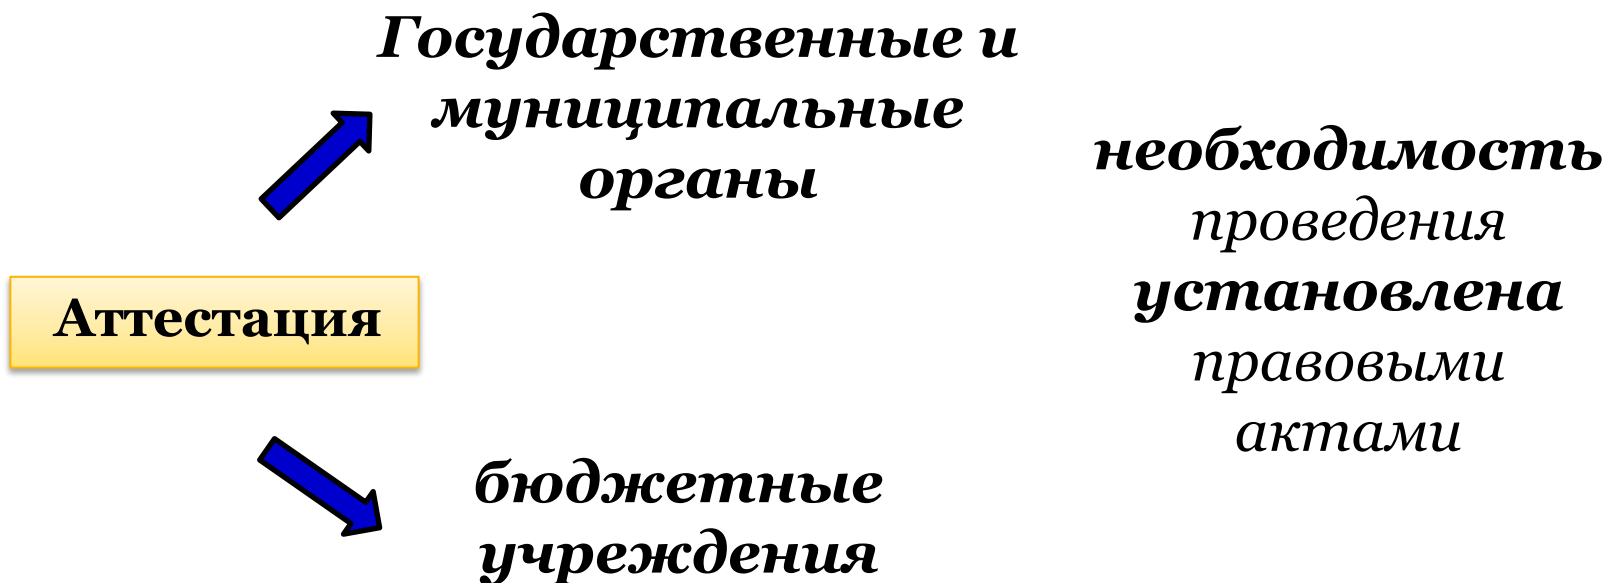 Государственные и
муниципальные
органы
необходимость
проведения
установлена
правовыми
актами
Аттестация
бюджетные
учреждения